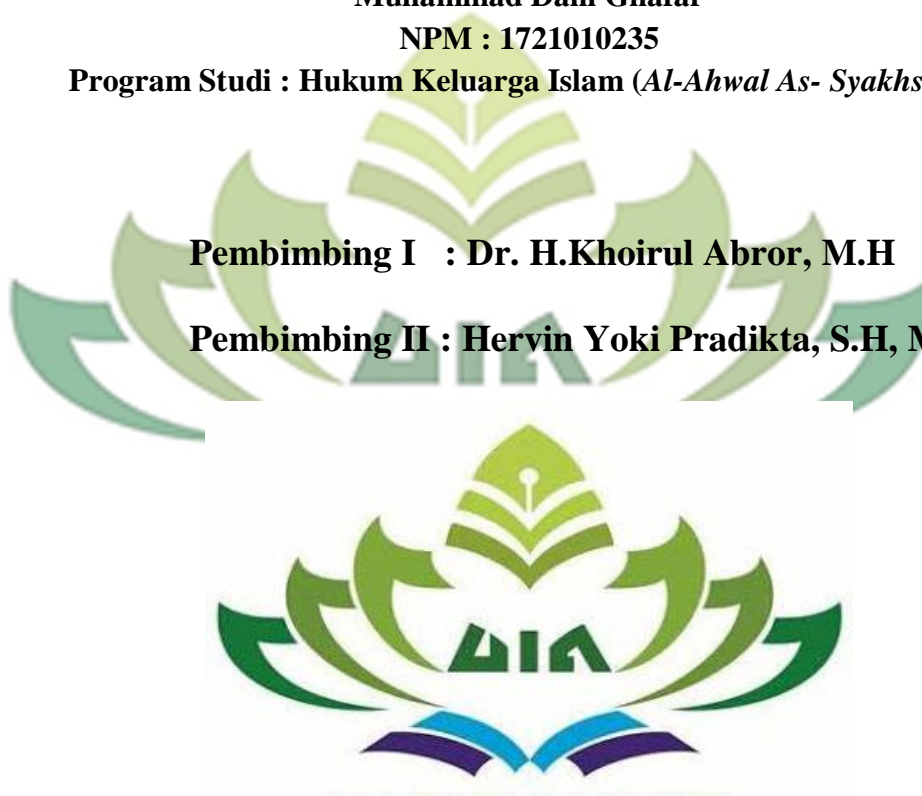 NPM : 1721010235
Program Studi : Hukum Keluarga Islam (Al-Ahwal As- Syakhs
Pembimbing I : Dr. H.Khoirul Abror, M.H
Pembimbing II : Hervin Yoki Pradikta, S.H, M
UIN